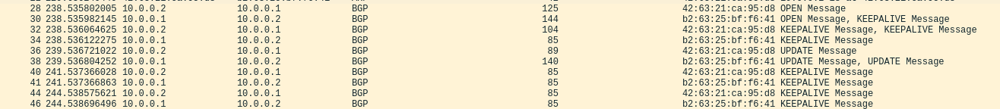 28 238.535802005 10.0.0.2 10.0.0.1 BGP 125 42:63:21:ca:95:d8 OPEN Message
30 238.535982145 10.0.0.1 10.0.0.2 BGP 144 b2:63:25:bf:f6:41 OPEN Message, KEEPALIVE Message
32 238.536064625 10.0.0.2 10.0.0.1 BGP 104 42:63:21:ca:95:d8 KEEPALIVE Message, KEEPALIVE Message
34 238.536122275 10.0.0.1 10.0.0.2 BGP 85 b2:63:25:bf:f6:41 KEEPALIVE Message
36 239.536721022 10.0.0.2 10.0.0.1 BGP 89 42:63:21:ca:95:d8 UPDATE Message
38 239.536804252 10.0.0.1 10.0.0.2 BGP 140 b2:63:25:bf:f6:41 UPDATE Message, UPDATE Message
40 241.537366028 10.0.0.2 10.0.0.1 BGP 85 42:63:21:ca:95:d8 KEEPALIVE Message
41 241.537366863 10.0.0.1 10.0.0.2 BGP 85 b2:63:25:bf:f6:41 KEEPALIVE Message
44 244.538575621 10.0.0.2 10.0.0.1 BGP 85 42:63:21:ca:95:d8 KEEPALIVE Message
46 244.538696496 10.0.0.1 10.0.0.2 BGP 85 b2:63:25:bf:f6:41 KEEPALIVE Message